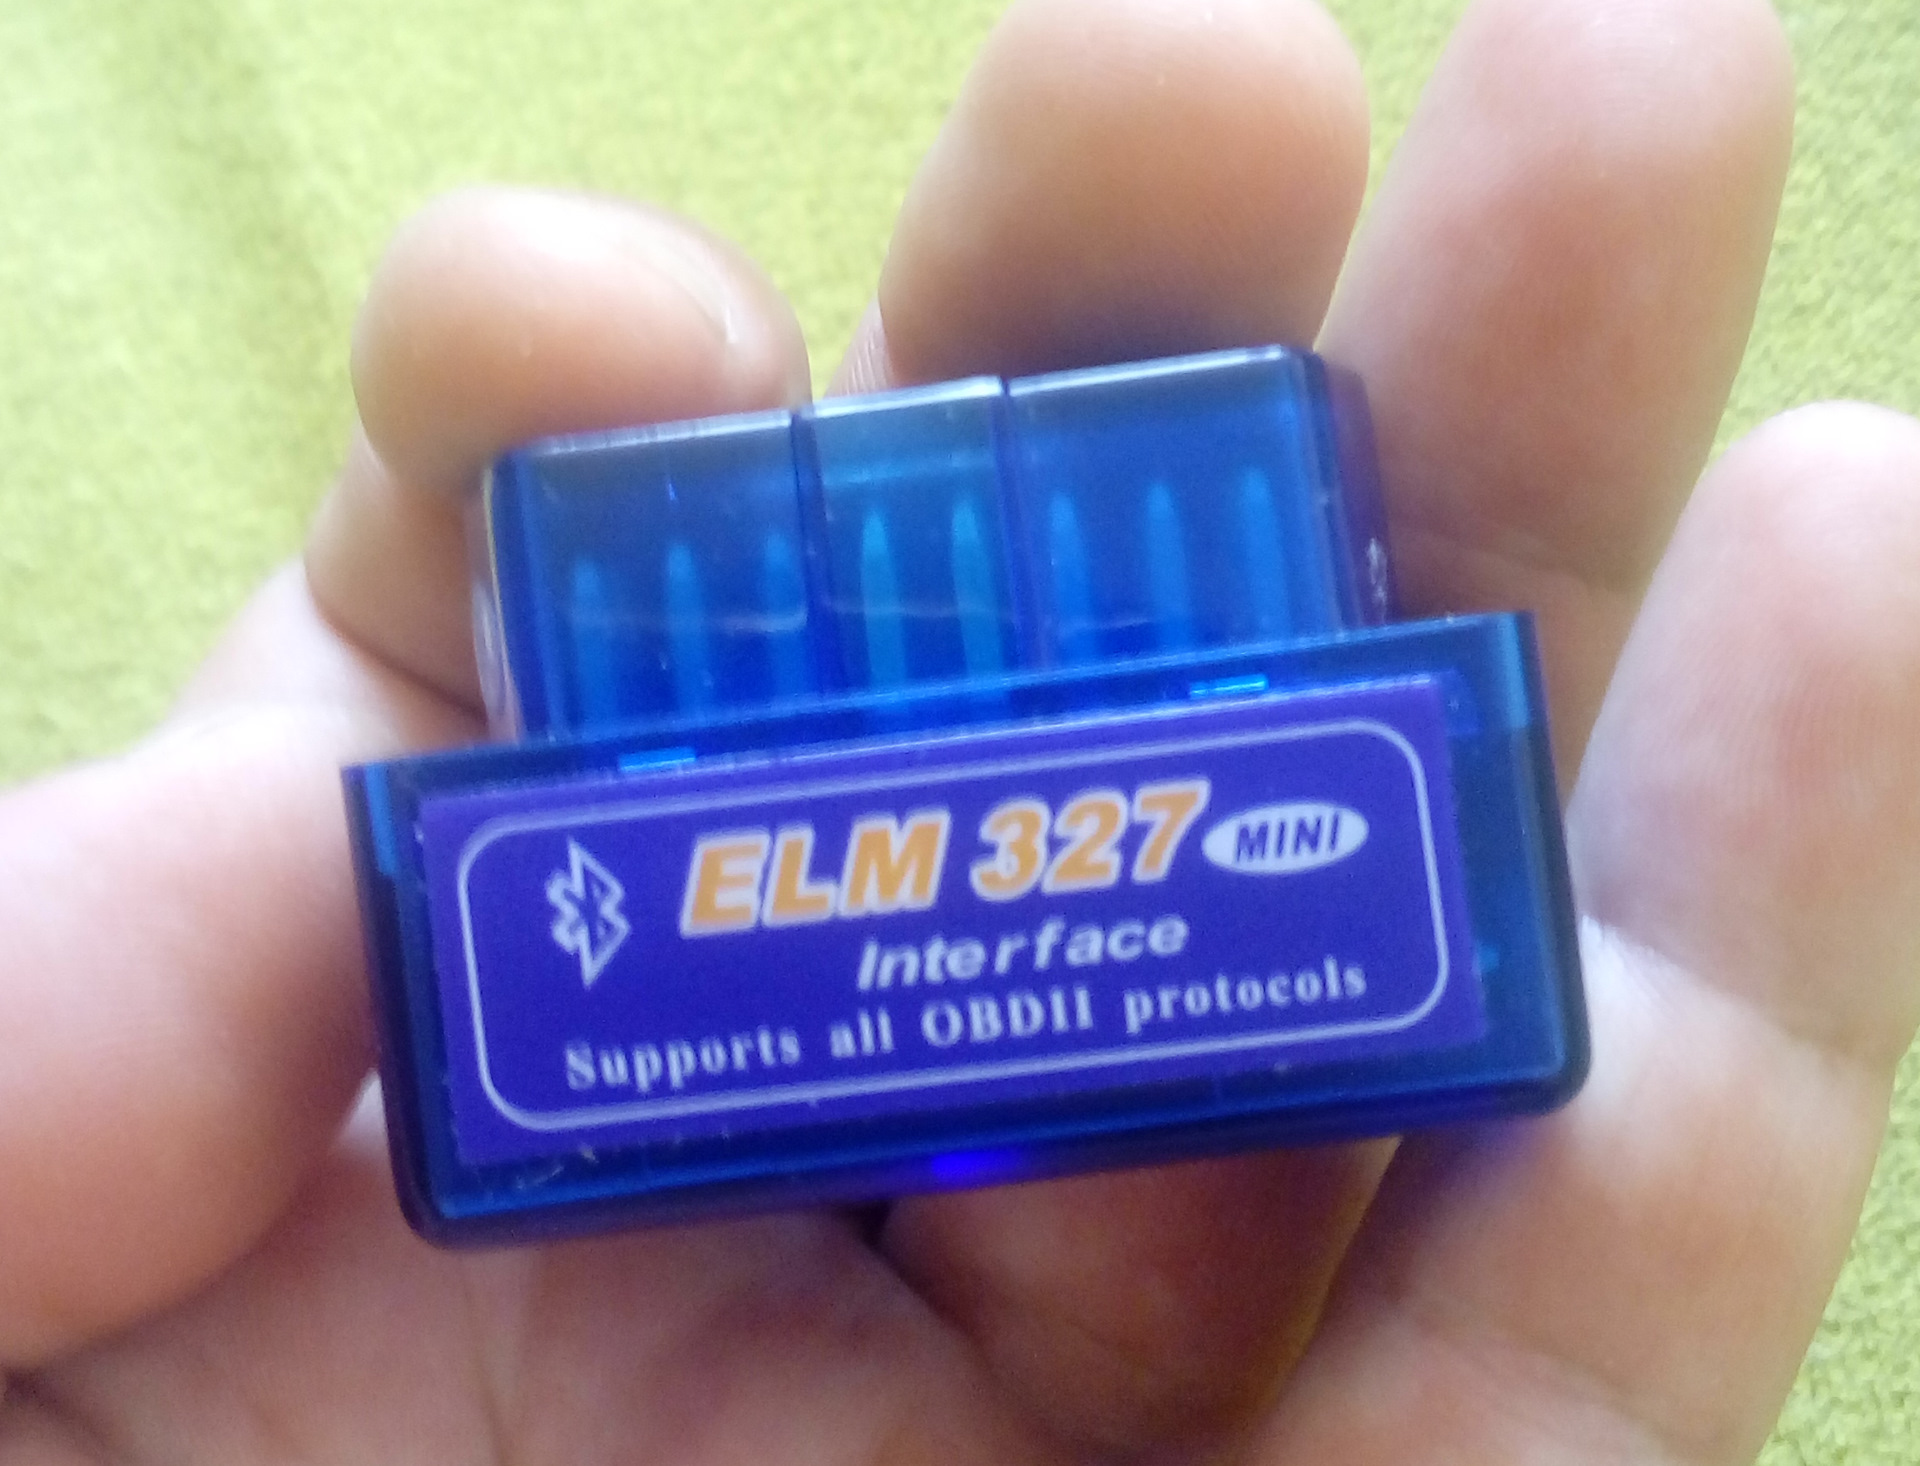 ELM 327 MINI
Interface
Supports all OBDII protocols